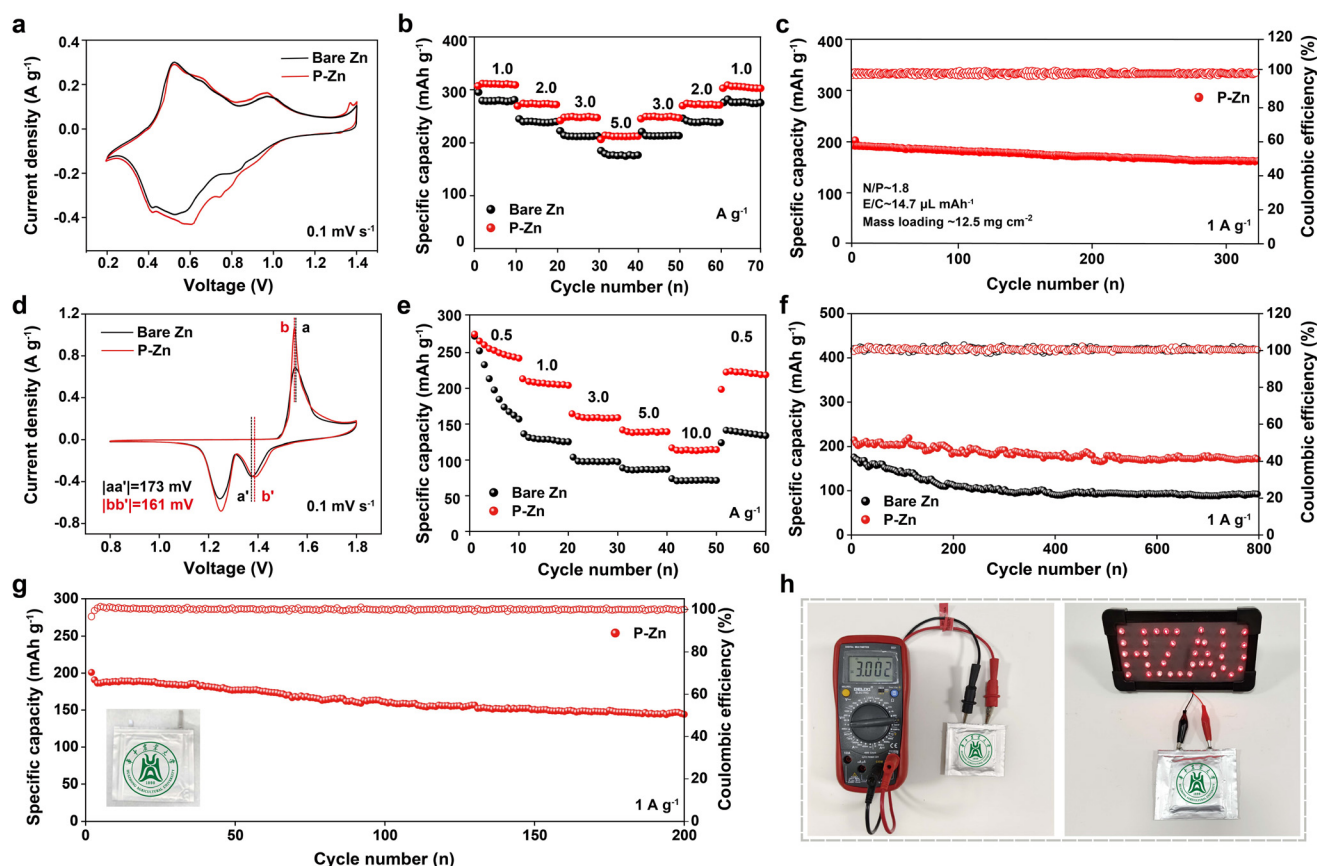 a
Current density (A g⁻¹)
0.4
0.2
0.0
-0.2
-0.4
Bare Zn
P-Zn
0.1 mV s⁻¹
0.2 0.4 0.6 0.8 1.0 1.2 1.4
Voltage (V)
b
Specific capacity (mAh g⁻¹)
400
300
200
100
0
1.0
2.0
3.0
5.0
3.0
2.0
1.0
Bare Zn
P-Zn
A g⁻¹
0 10 20 30 40 50 60 70
Cycle number (n)
c
Specific capacity (mAh g⁻¹)
400
300
200
100
0
P-Zn
N/P~1.8
E/C~14.7 μL mAh⁻¹
Mass loading ~12.5 mg cm⁻²
1 A g⁻¹
100 200 300
Cycle number (n)
Coulombic efficiency (%)
100
80
60
40
20
0
d
Current density (A g⁻¹)
1.2
0.8
0.4
0.0
-0.4
-0.8
Bare Zn
P-Zn
b a
a' b'
|aa'|=173 mV
|bb'|=161 mV
0.1 mV s⁻¹
0.8 1.0 1.2 1.4 1.6 1.8
Voltage (V)
e
Specific capacity (mAh g⁻¹)
300
250
200
150
100
50
0
0.5
1.0
3.0
5.0
10.0
0.5
Bare Zn
P-Zn
A g⁻¹
0 10 20 30 40 50 60
Cycle number (n)
f
Specific capacity (mAh g⁻¹)
500
400
300
200
100
0
Bare Zn
P-Zn
1 A g⁻¹
0 200 400 600 800
Cycle number (n)
Coulombic efficiency (%)
120
100
80
60
40
20
0
g
Specific capacity (mAh g⁻¹)
300
250
200
150
100
50
0
P-Zn
HUAZHONG AGRICULTURAL UNIVERSITY
1898
1 A g⁻¹
0 50 100 150 200
Cycle number (n)
Coulombic efficiency (%)
100
80
60
40
20
0
h
3.002
HZAU